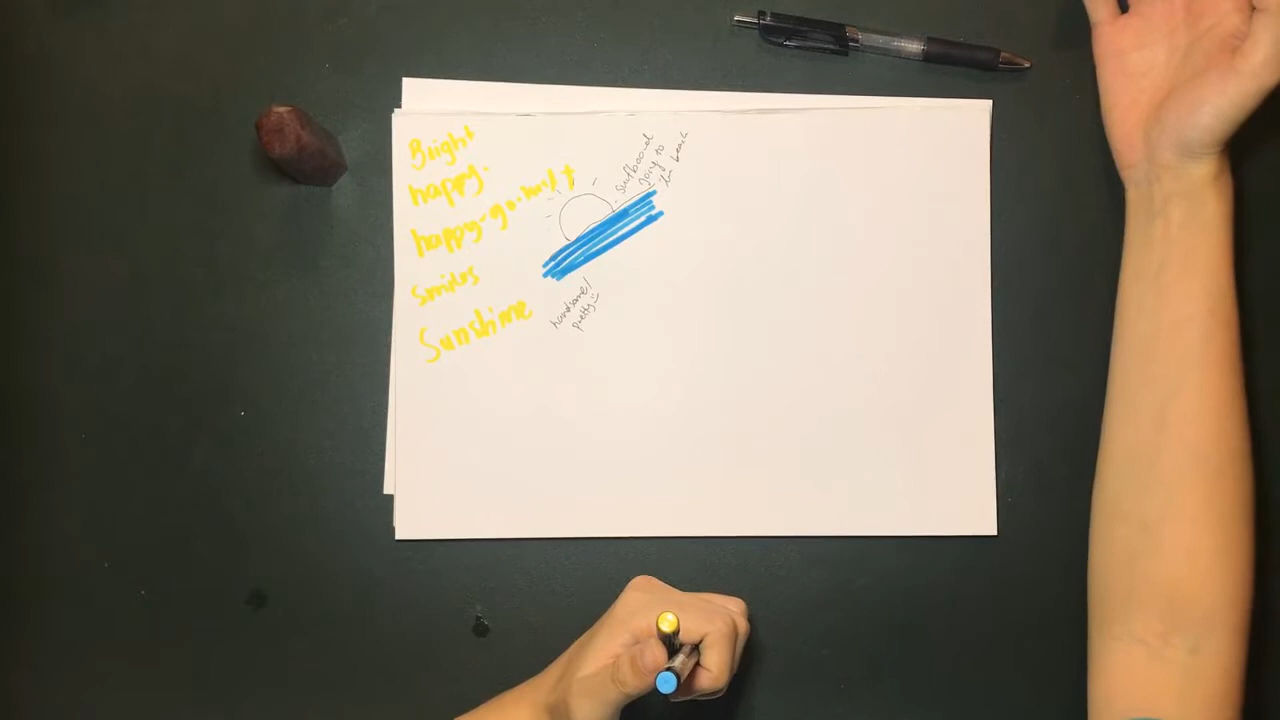 Bright
happy.
happy-go-lucky
smiles
Sunshine
surfboard
going to
the beach
handsome/
pretty :)